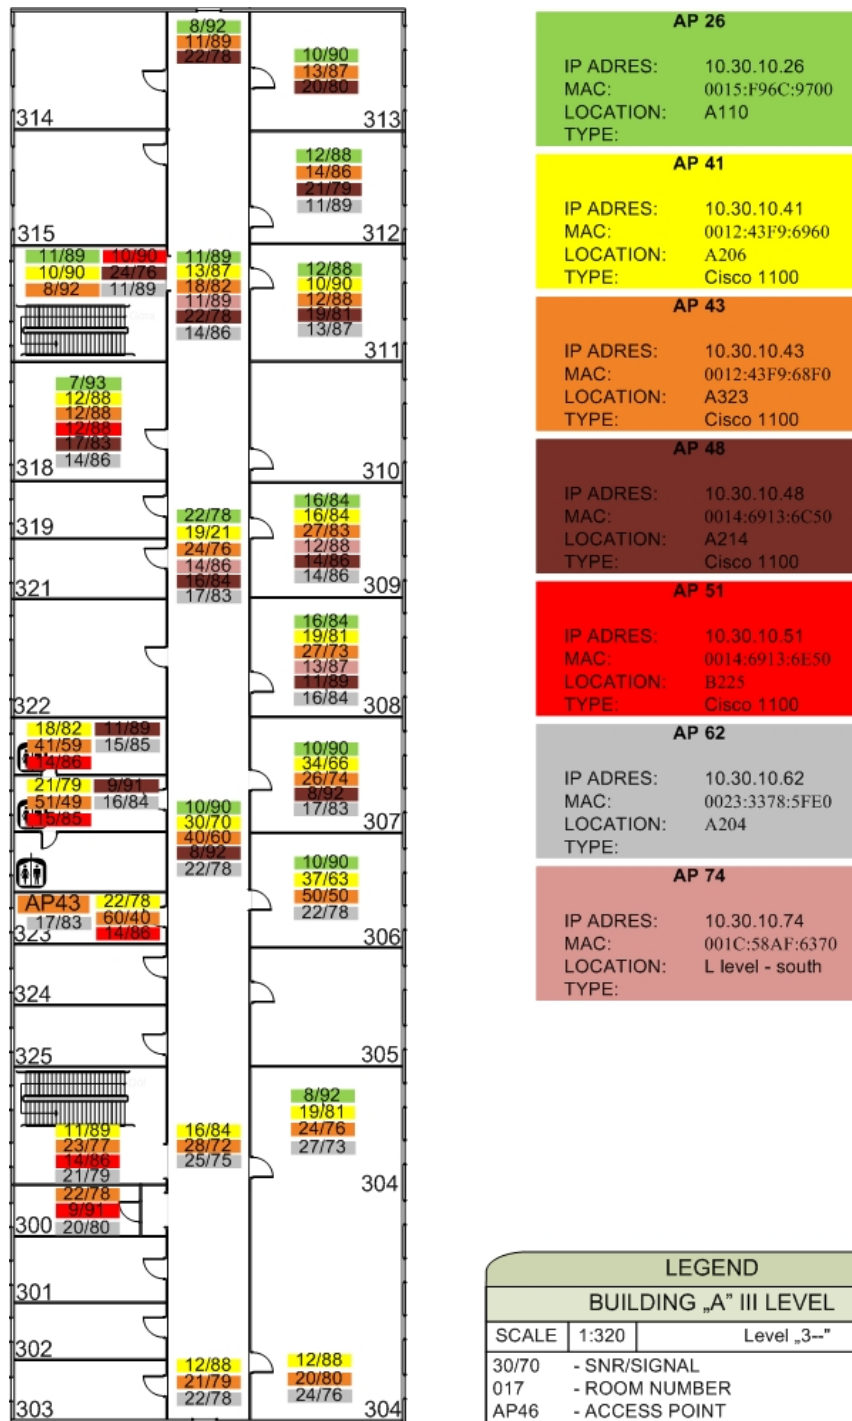 8/92
11/89
22/78
10/90
13/87
20/80
314
313
12/88
14/86
21/79
11/89
315
312
11/89 10/90
10/90 24/76
8/92 11/89
11/89
13/87
18/82
11/89
22/78
14/86
12/88
10/90
12/88
19/81
13/87
311
7/93
12/88
12/88
12/88
17/83
14/86
318
310
319
22/78
19/21
24/76
14/86
16/84
17/83
16/84
16/84
27/83
12/88
14/86
14/86
321
309
16/84
19/81
27/73
13/87
11/89
16/84
322
308
18/82 11/89
41/59 15/85
14/86
21/79 9/91
51/49 16/84
15/85
10/90
34/66
26/74
8/92
17/83
307
10/90
30/70
40/60
8/92
22/78
10/90
37/63
50/50
22/78
306
AP43 22/78
17/83 60/40
323 14/86
324
325
305
11/89
23/77
14/86
21/79
16/84
28/72
25/75
8/92
19/81
24/76
27/73
304
22/78
9/91
20/80
300
301
302
12/88
21/79
22/78
12/88
20/80
24/76
303
304
AP 26
IP ADRES: 10.30.10.26
MAC: 0015:F96C:9700
LOCATION: A110
TYPE:
AP 41
IP ADRES: 10.30.10.41
MAC: 0012:43F9:6960
LOCATION: A206
TYPE: Cisco 1100
AP 43
IP ADRES: 10.30.10.43
MAC: 0012:43F9:68F0
LOCATION: A323
TYPE: Cisco 1100
AP 48
IP ADRES: 10.30.10.48
MAC: 0014:6913:6C50
LOCATION: A214
TYPE: Cisco 1100
AP 51
IP ADRES: 10.30.10.51
MAC: 0014:6913:6E50
LOCATION: B225
TYPE: Cisco 1100
AP 62
IP ADRES: 10.30.10.62
MAC: 0023:3378:5FE0
LOCATION: A204
TYPE:
AP 74
IP ADRES: 10.30.10.74
MAC: 001C:58AF:6370
LOCATION: L level - south
TYPE:
LEGEND
BUILDING „A” III LEVEL
SCALE 1:320 Level „3--”
30/70 - SNR/SIGNAL
017 - ROOM NUMBER
AP46 - ACCESS POINT